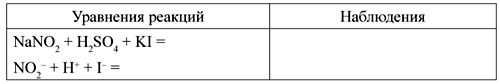 Уравнения реакций Наблюдения
NaNO₂ + H₂SO₄ + KI =
NO₂⁻ + H⁺ + I⁻ =